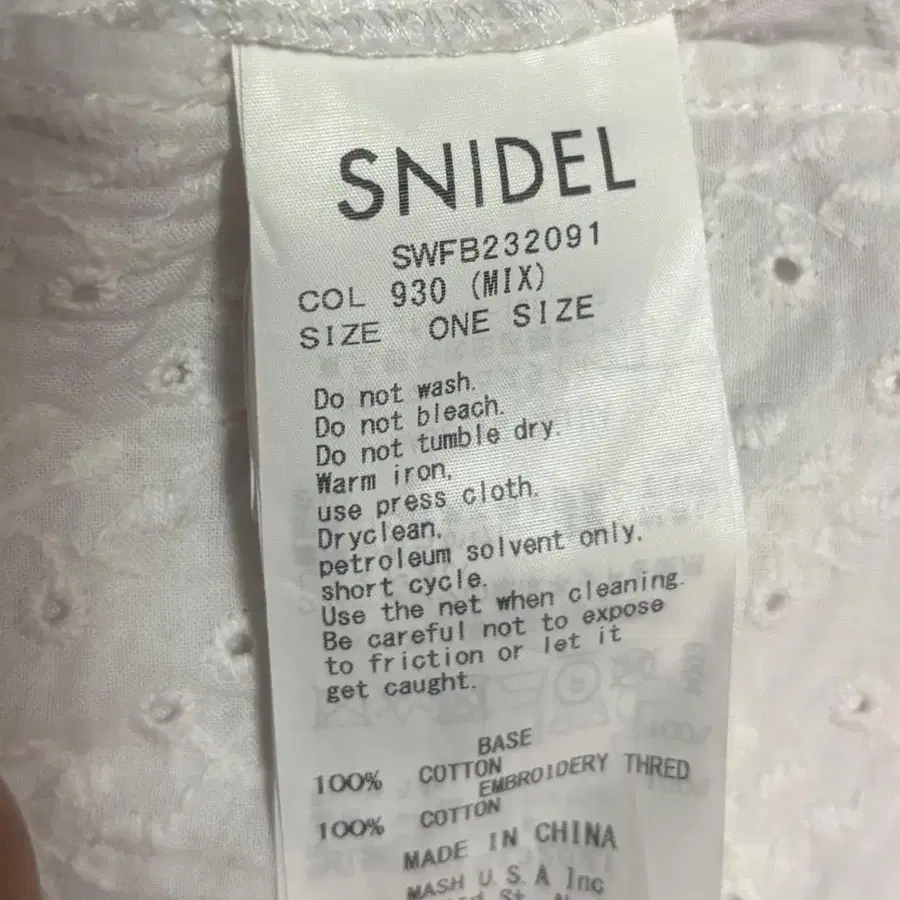 SNIDEL
SWFB232091
COL 930 (MIX)
SIZE ONE SIZE
Do not wash.
Do not bleach.
Do not tumble dry.
Warm iron,
use press cloth.
Dryclean,
petroleum solvent only,
short cycle.
Use the net when cleaning.
Be careful not to expose
to friction or let it
get caught.
BASE
100% COTTON
EMBROIDERY THRED
100% COTTON
MADE IN CHINA
MASH U.S.A Inc